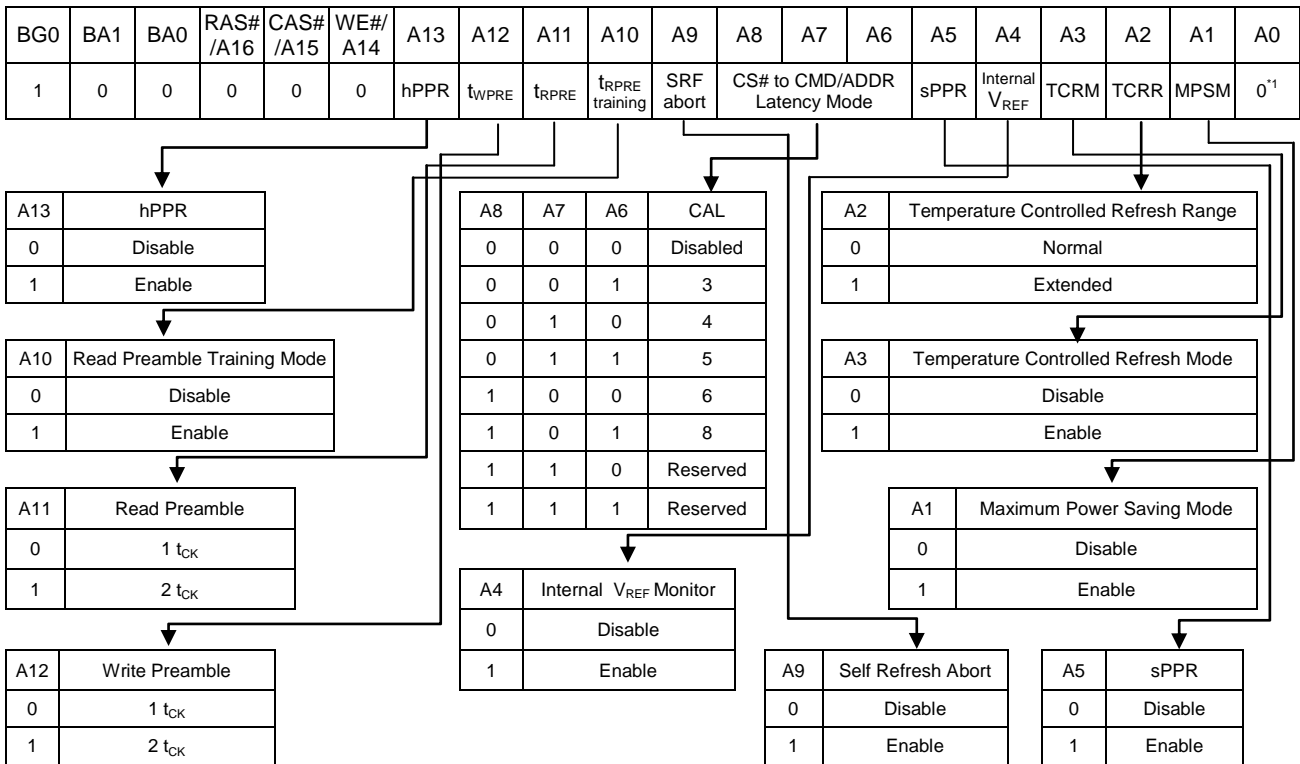 BG0 BA1 BA0 RAS# /A16 CAS# /A15 WE#/ A14 A13 A12 A11 A10 A9 A8 A7 A6 A5 A4 A3 A2 A1 A0
1 0 0 0 0 0 hPPR tWPRE tRPRE tRPRE training SRF abort CS# to CMD/ADDR Latency Mode sPPR Internal VREF TCRM TCRR MPSM 0*1
A13 hPPR
0 Disable
1 Enable
A10 Read Preamble Training Mode
0 Disable
1 Enable
A11 Read Preamble
0 1 tCK
1 2 tCK
A12 Write Preamble
0 1 tCK
1 2 tCK
A8 A7 A6 CAL
0 0 0 Disabled
0 0 1 3
0 1 0 4
0 1 1 5
1 0 0 6
1 0 1 8
1 1 0 Reserved
1 1 1 Reserved
A4 Internal VREF Monitor
0 Disable
1 Enable
A2 Temperature Controlled Refresh Range
0 Normal
1 Extended
A3 Temperature Controlled Refresh Mode
0 Disable
1 Enable
A1 Maximum Power Saving Mode
0 Disable
1 Enable
A9 Self Refresh Abort
0 Disable
1 Enable
A5 sPPR
0 Disable
1 Enable